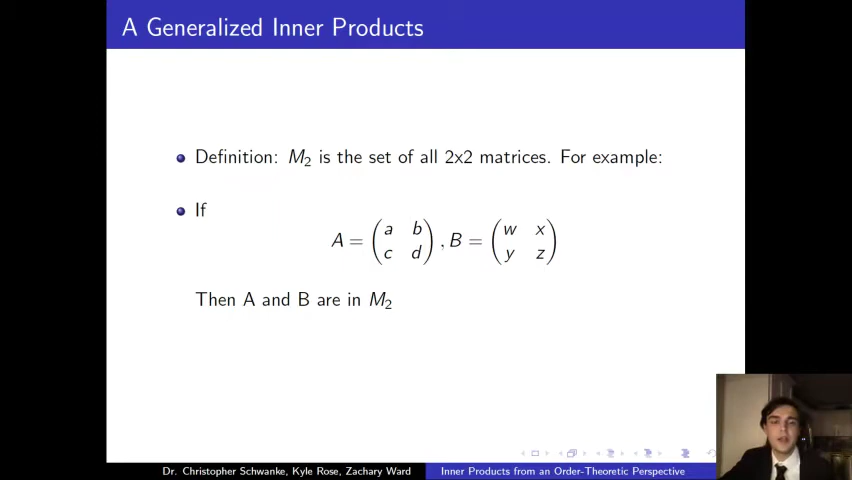 A Generalized Inner Products
Definition: M₂ is the set of all 2x2 matrices. For example:
If
A = (a b
c d), B = (w x
y z)
Then A and B are in M₂
Dr. Christopher Schwanke, Kyle Rose, Zachary Ward Inner Products from an Order-Theoretic Perspective